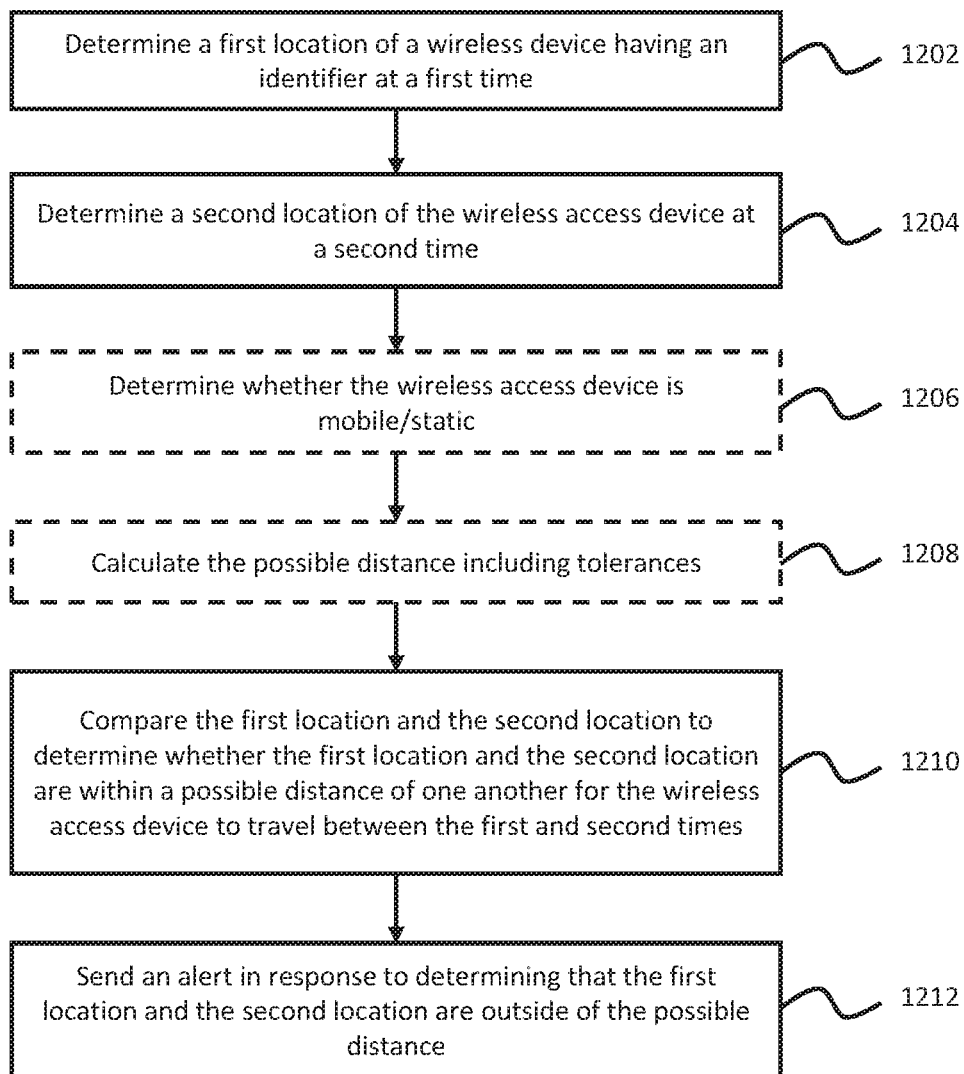 Determine a first location of a wireless device having an
identifier at a first time
1202
Determine a second location of the wireless access device at
a second time
1204
Determine whether the wireless access device is
mobile/static
1206
Calculate the possible distance including tolerances
1208
Compare the first location and the second location to
determine whether the first location and the second location
are within a possible distance of one another for the wireless
access device to travel between the first and second times
1210
Send an alert in response to determining that the first
location and the second location are outside of the possible
distance
1212